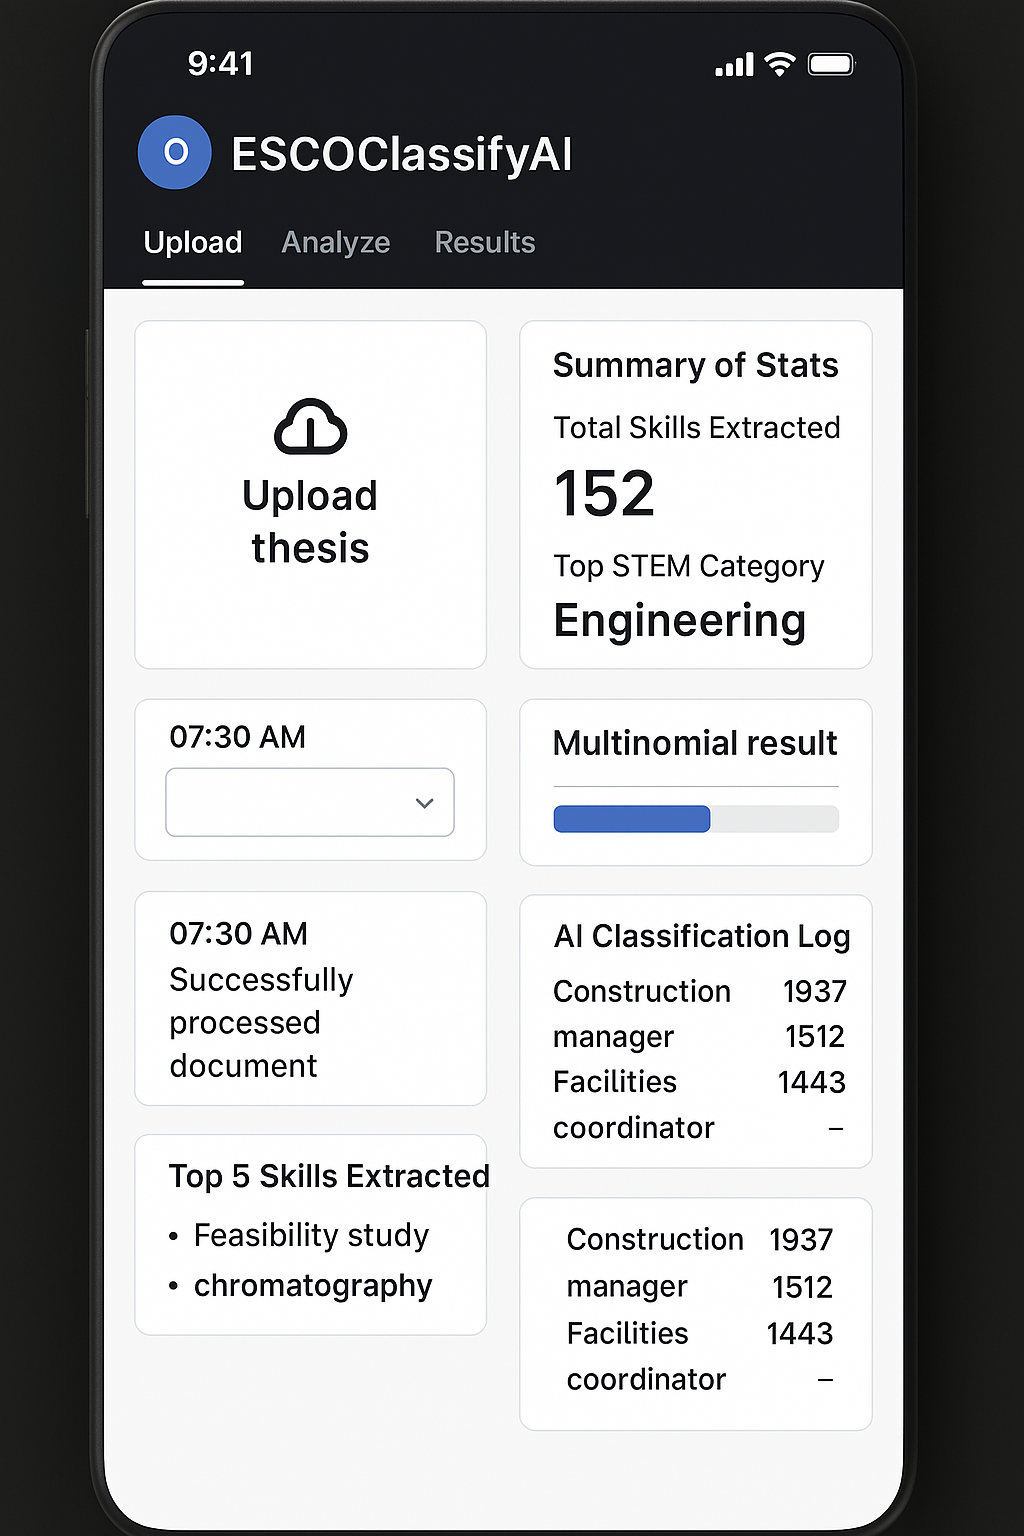 9:41
O ESCOClassifyAI
Upload Analyze Results
Upload
thesis
Summary of Stats
Total Skills Extracted
152
Top STEM Category
Engineering
07:30 AM
Multinomial result
07:30 AM
Successfully
processed
document
AI Classification Log
Construction 1937
manager 1512
Facilities 1443
coordinator –
Top 5 Skills Extracted
• Feasibility study
• chromatography
Construction 1937
manager 1512
Facilities 1443
coordinator –